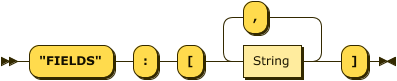 ,
"FIELDS" : [ String ]